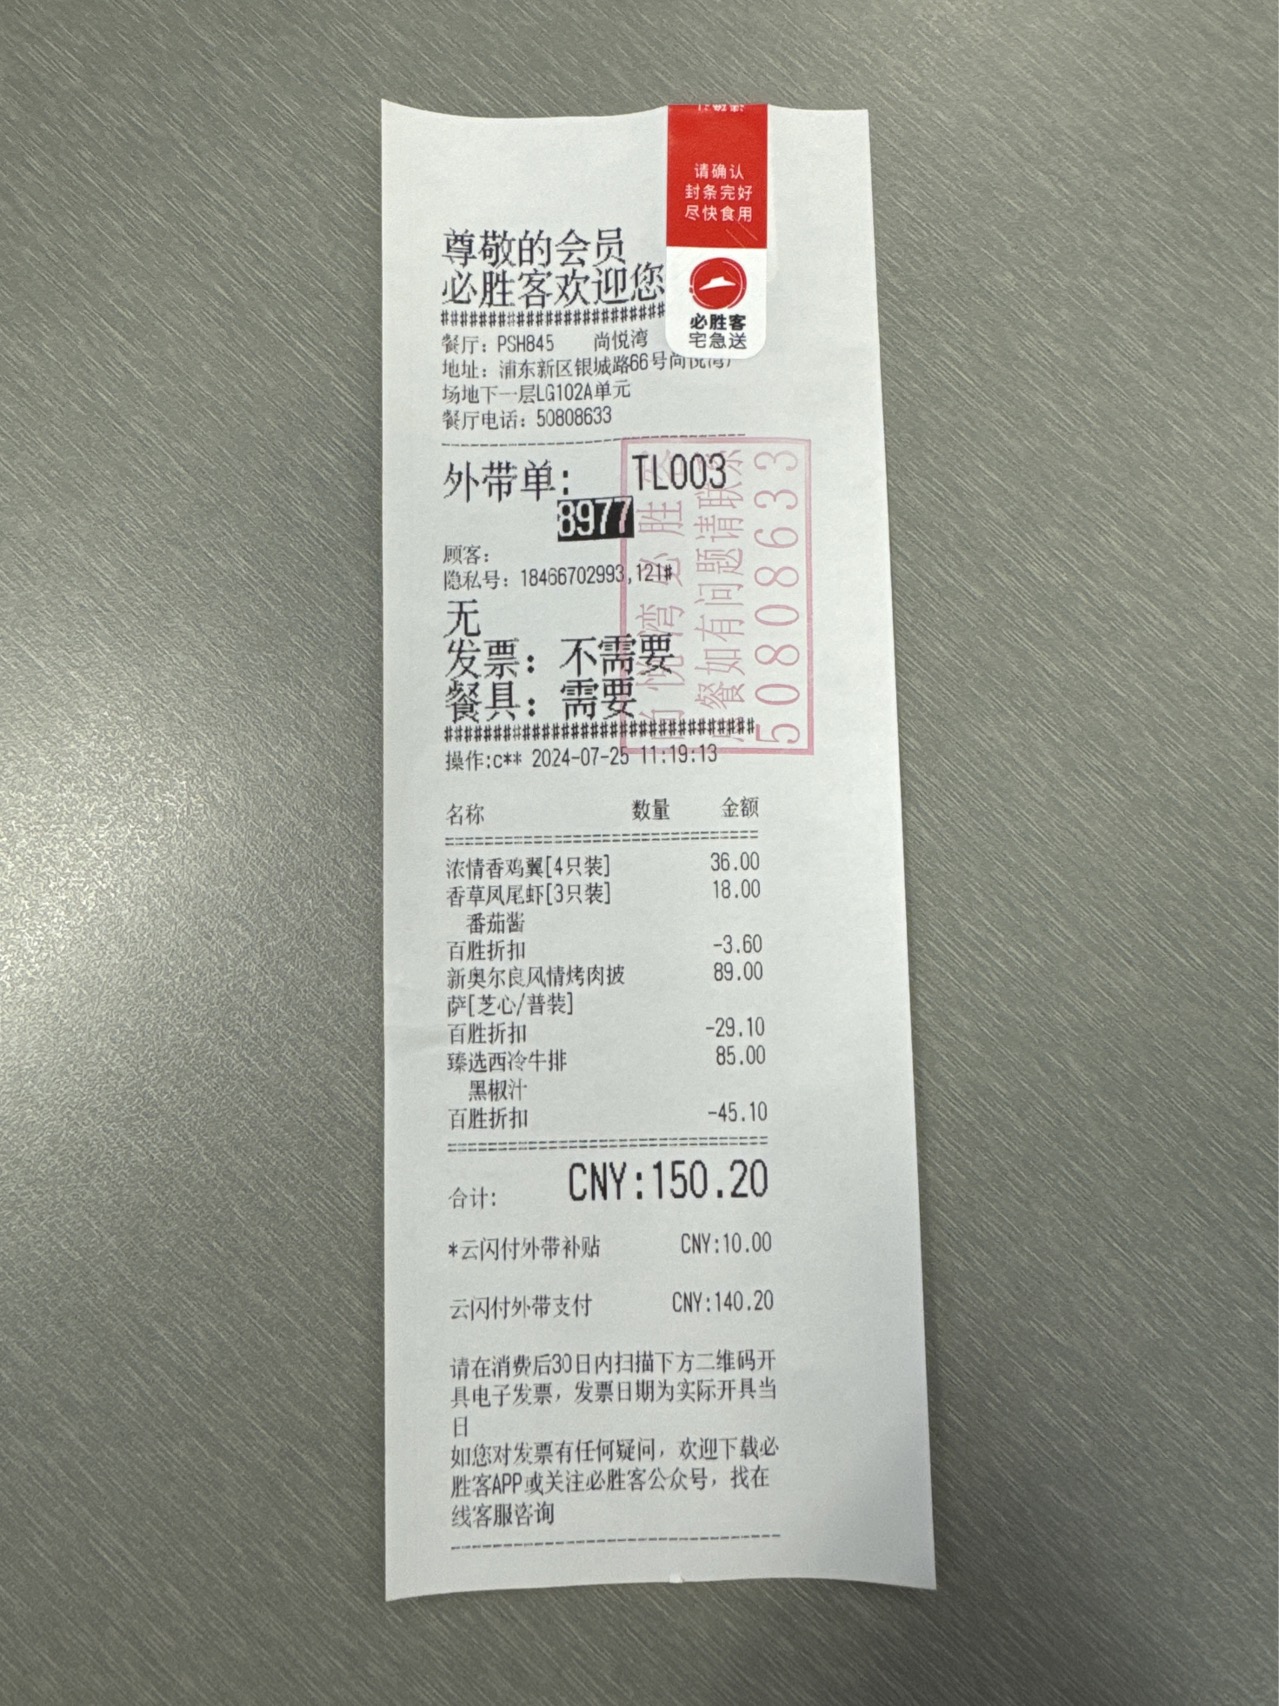 请确认
封条完好
尽快食用
必胜客
宅急送
尊敬的会员
必胜客欢迎您
##############################
餐厅: PSH845 尚悦湾
地址: 浦东新区银城路66号尚悦湾广
场地下一层LG102A单元
餐厅电话: 50808633
外带单: TL003
8977
顾客:
隐私号: 18466702993,121#
无
发票: 不需要
餐具: 需要
##############################
尚悦湾必胜客
餐如有问题请联系
50808633
操作:c** 2024-07-25 11:19:13
名称 数量 金额
浓情香鸡翼[4只装] 36.00
香草凤尾虾[3只装] 18.00
番茄酱
百胜折扣 -3.60
新奥尔良风情烤肉披 89.00
萨[芝心/普装]
百胜折扣 -29.10
臻选西冷牛排 85.00
黑椒汁
百胜折扣 -45.10
合计: CNY:150.20
*云闪付外带补贴 CNY:10.00
云闪付外带支付 CNY:140.20
请在消费后30日内扫描下方二维码开
具电子发票，发票日期为实际开具当
日
如您对发票有任何疑问，欢迎下载必
胜客APP或关注必胜客公众号，找在
线客服咨询